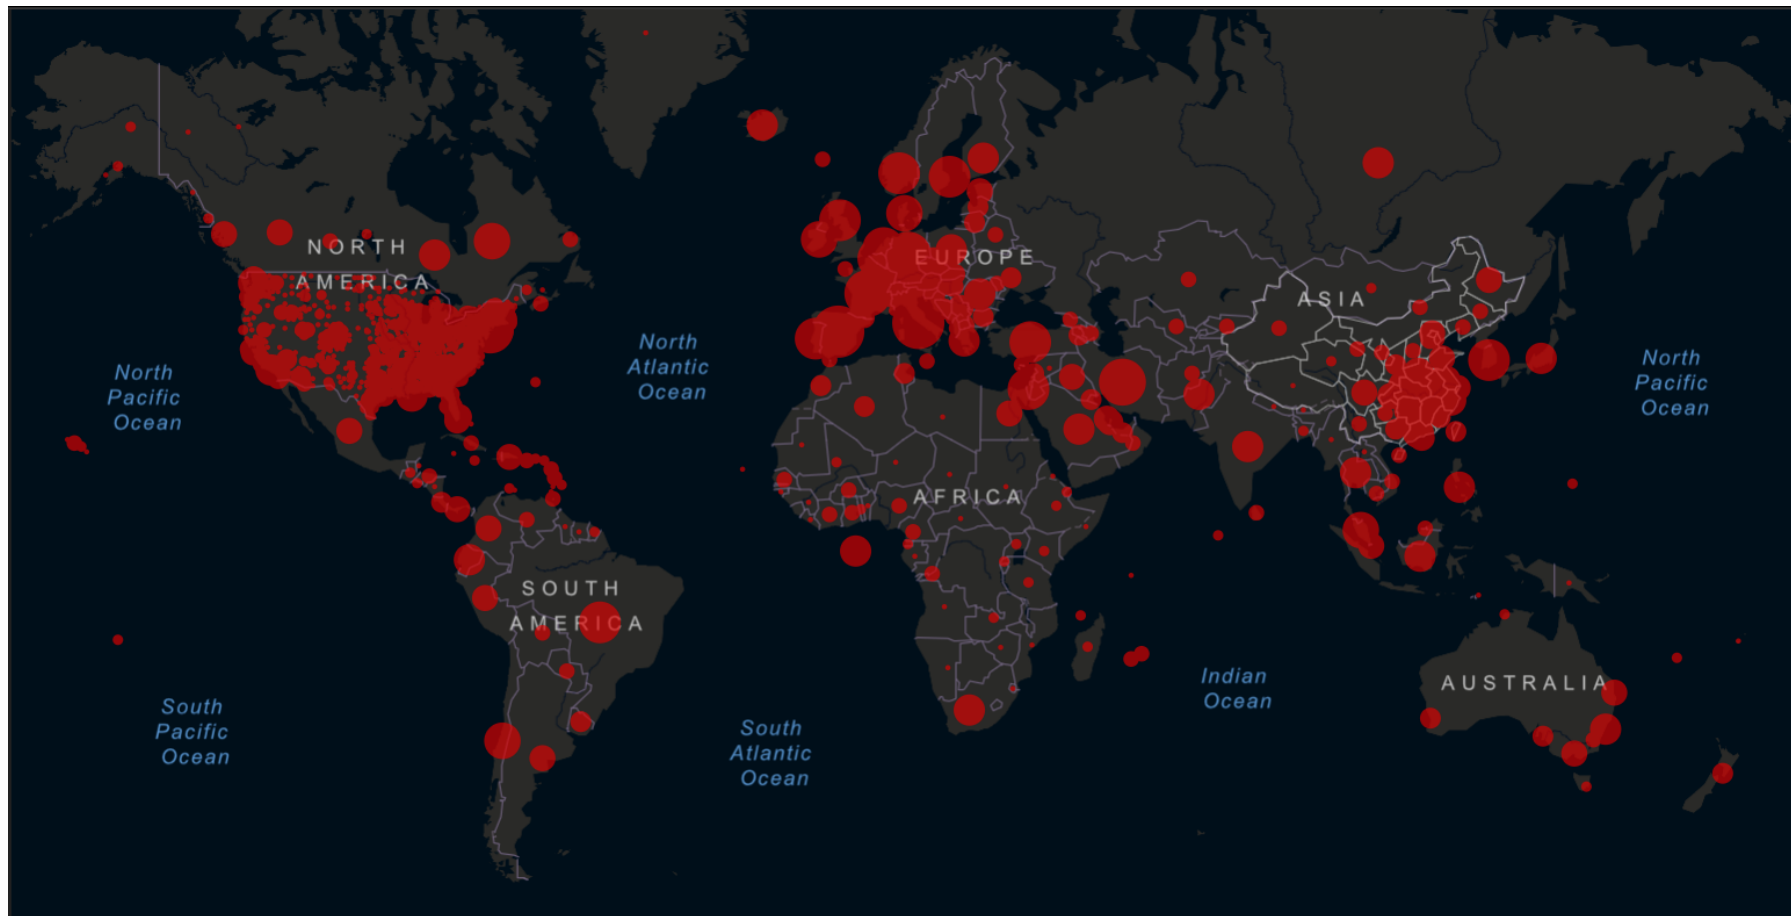 NORTH
AMERICA
EUROPE
ASIA
North
Pacific
Ocean
North
Atlantic
Ocean
North
Pacific
Ocean
AFRICA
SOUTH
AMERICA
South
Pacific
Ocean
South
Atlantic
Ocean
Indian
Ocean
AUSTRALIA